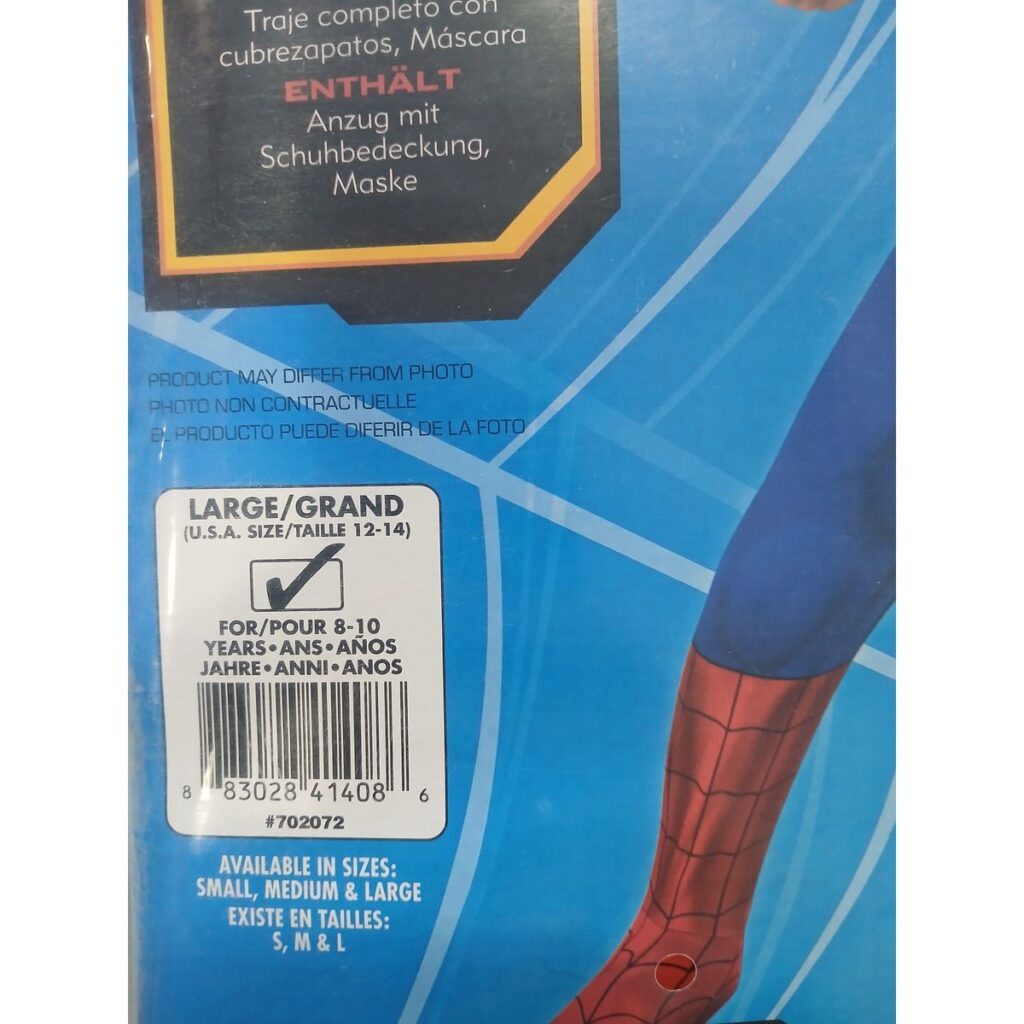 Traje completo con
cubrezapatos, Máscara
ENTHÄLT
Anzug mit
Schuhbedeckung,
Maske
PRODUCT MAY DIFFER FROM PHOTO
PHOTO NON CONTRACTUELLE
EL PRODUCTO PUEDE DIFERIR DE LA FOTO
LARGE/GRAND
(U.S.A. SIZE/TAILLE 12-14)
FOR/POUR 8-10
YEARS•ANS•AÑOS
JAHRE•ANNI•ANOS
8 83028 41408 6
#702072
AVAILABLE IN SIZES:
SMALL, MEDIUM & LARGE
EXISTE EN TAILLES:
S, M & L